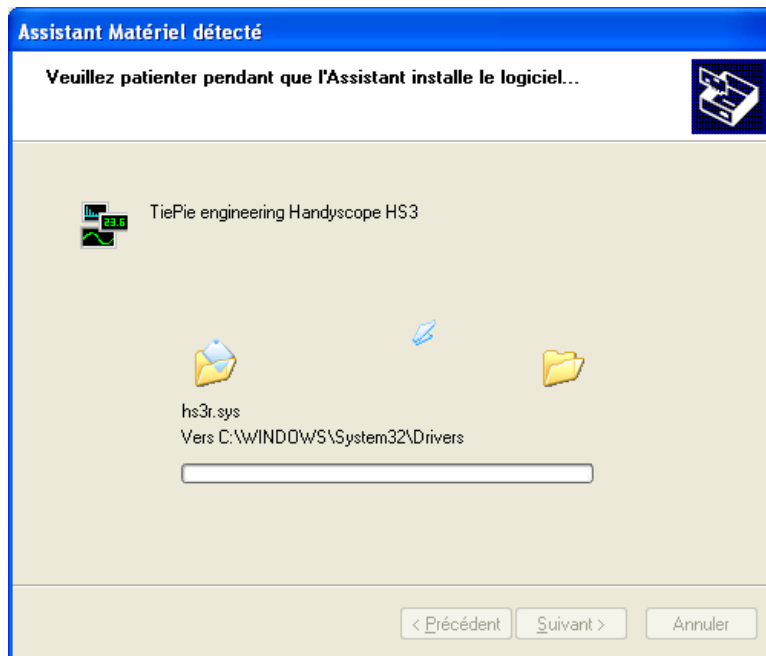 Assistant Matériel détecté
Veuillez patienter pendant que l'Assistant installe le logiciel...
23.6
TiePie engineering Handyscope HS3
hs3r.sys
Vers C:\WINDOWS\System32\Drivers
< Précédent
Suivant >
Annuler